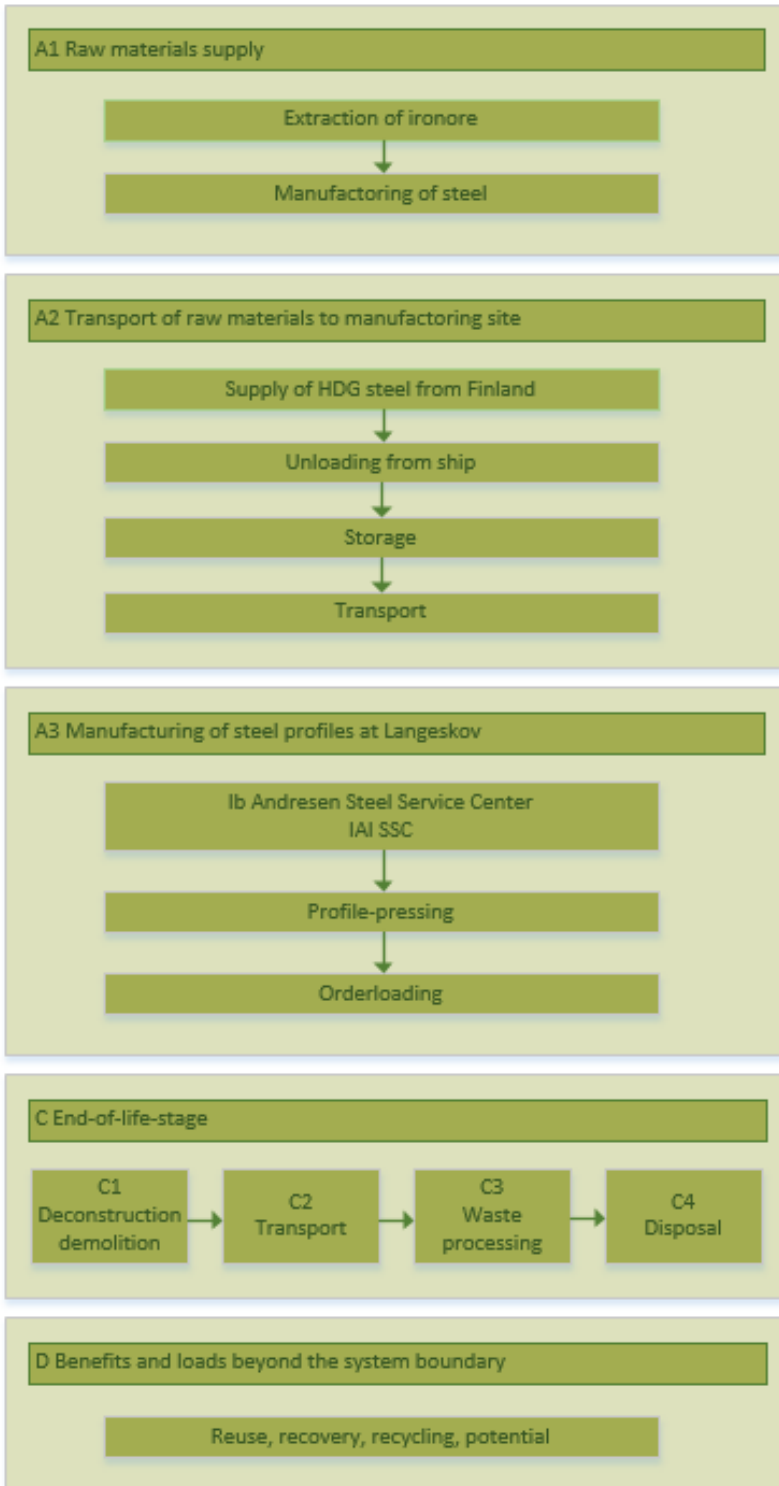 A1 Raw materials supply
Extraction of ironore
Manufactoring of steel
A2 Transport of raw materials to manufactoring site
Supply of HDG steel from Finland
Unloading from ship
Storage
Transport
A3 Manufacturing of steel profiles at Langeskov
Ib Andresen Steel Service Center
IAI SSC
Profile-pressing
Orderloading
C End-of-life-stage
C1
Deconstruction
demolition
C2
Transport
C3
Waste
processing
C4
Disposal
D Benefits and loads beyond the system boundary
Reuse, recovery, recycling, potential